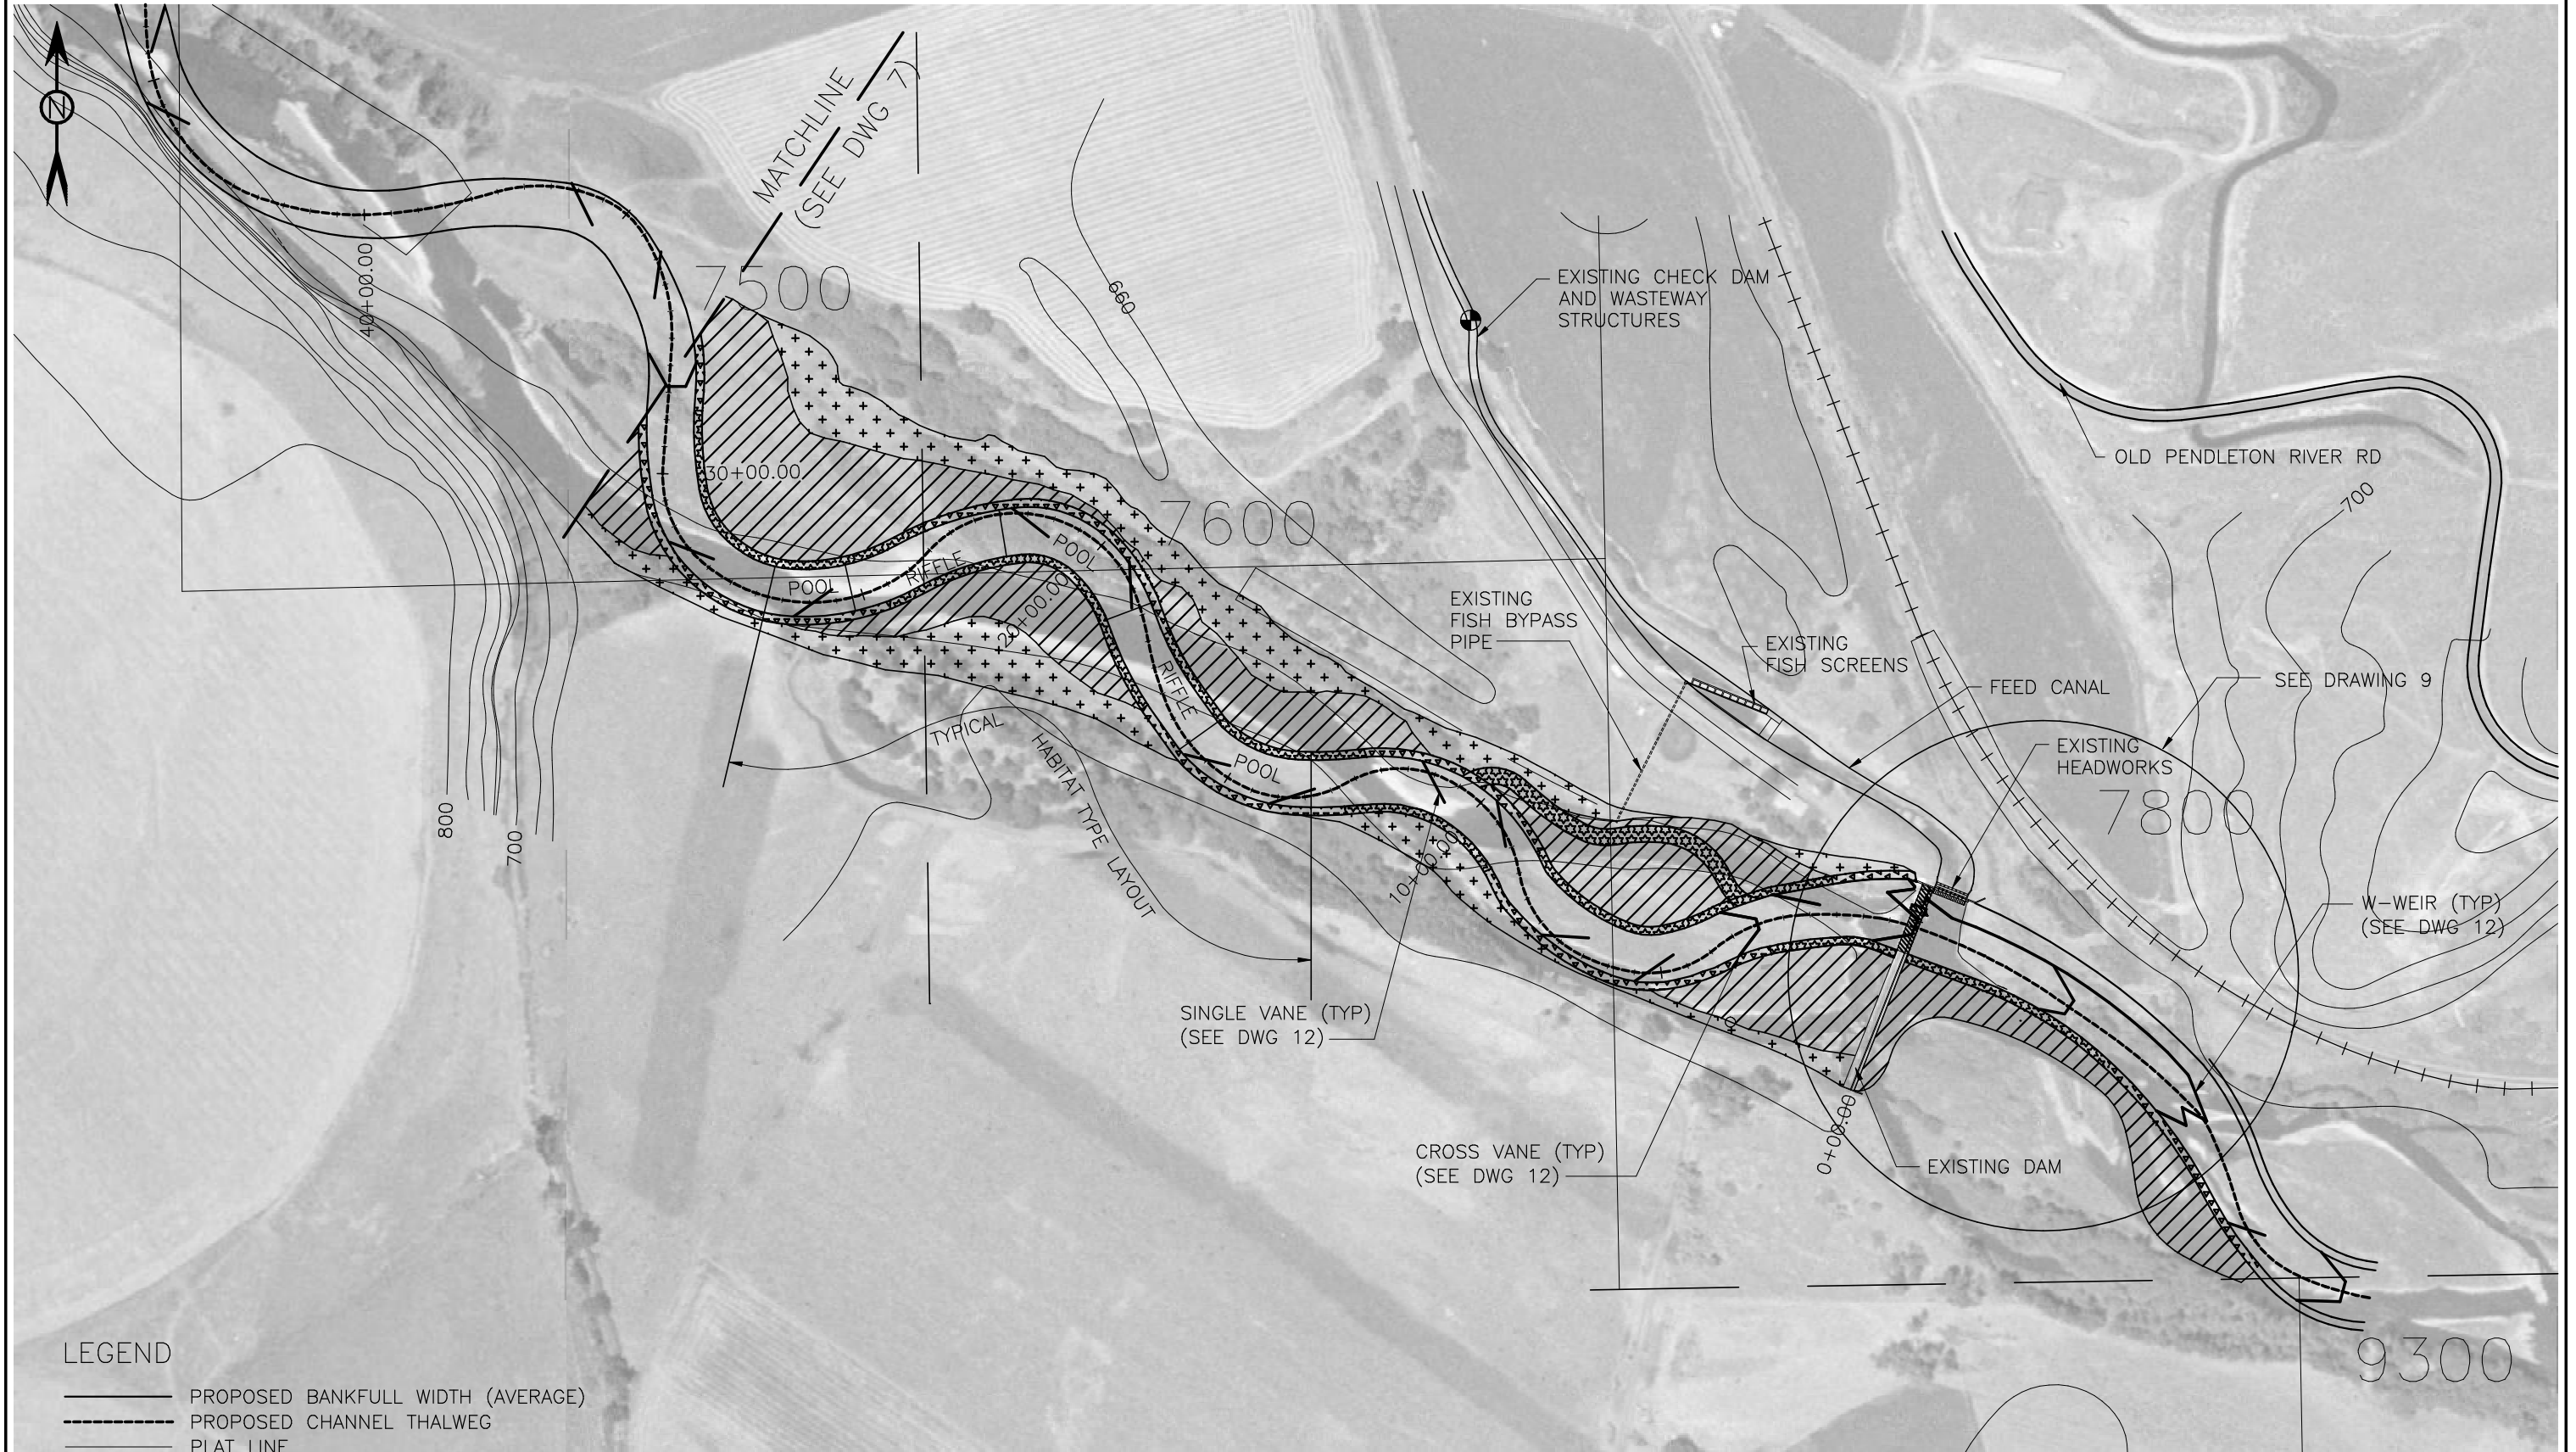 N
MATCHLINE
(SEE DWG 7)
7500
40+00.00
660
EXISTING CHECK DAM
AND WASTEWAY
STRUCTURES
OLD PENDLETON RIVER RD
700
30+00.00
7600
POOL
RIFFLE
POOL
20+00.00
RIFFLE
POOL
EXISTING
FISH BYPASS
PIPE
EXISTING
FISH SCREENS
FEED CANAL
SEE DRAWING 9
EXISTING
HEADWORKS
7800
TYPICAL
HABITAT TYPE LAYOUT
800
700
10+00.00
W-WEIR (TYP)
(SEE DWG 12)
SINGLE VANE (TYP)
(SEE DWG 12)
CROSS VANE (TYP)
(SEE DWG 12)
0+00.00
EXISTING DAM
9300
LEGEND
PROPOSED BANKFULL WIDTH (AVERAGE)
PROPOSED CHANNEL THALWEG
PLAT LINE